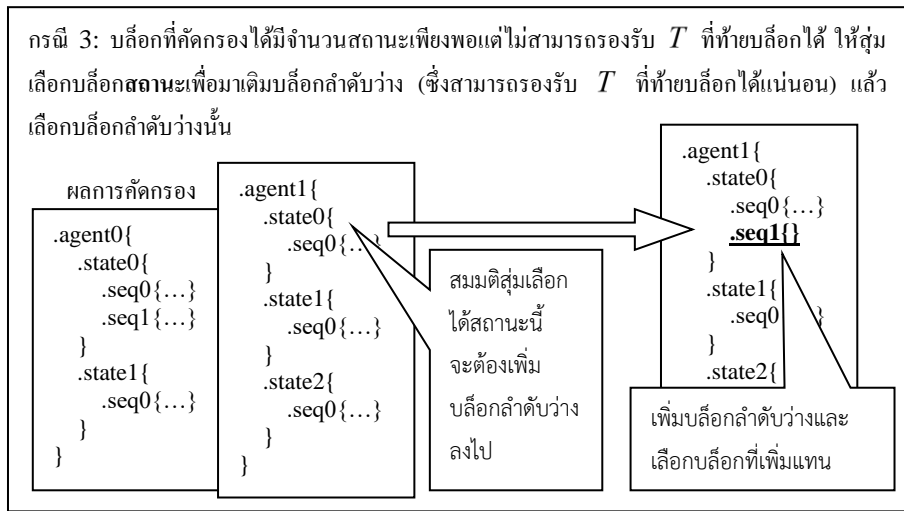 กรณี 3: บล็อกที่คัดกรองได้มีจำนวนสถานะเพียงพอแต่ไม่สามารถรองรับ T ที่ท้ายบล็อกได้ ให้สุ่ม
เลือกบล็อกสถานะเพื่อมาเติมบล็อกลำดับว่าง (ซึ่งสามารถรองรับ T ที่ท้ายบล็อกได้แน่นอน) แล้ว
เลือกบล็อกลำดับว่างนั้น
ผลการคัดกรอง
.agent0{
.state0{
.seq0{…}
.seq1{…}
}
.state1{
.seq0{…}
}
}
.agent1{
.state0{
.seq0{…}
}
.state1{
.seq0{…}
}
.state2{
.seq0{…}
}
}
สมมติสุ่มเลือก
ได้สถานะนี้
จะต้องเพิ่ม
บล็อกลำดับว่าง
ลงไป
.agent1{
.state0{
.seq0{…}
.seq1{}
}
.state1{
.seq0 }
}
.state2{
เพิ่มบล็อกลำดับว่างและ
เลือกบล็อกที่เพิ่มแทน